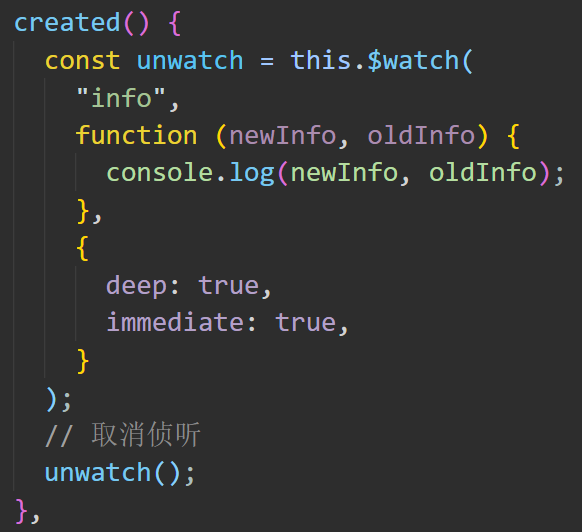 created() {
const unwatch = this.$watch(
"info",
function (newInfo, oldInfo) {
console.log(newInfo, oldInfo);
},
{
deep: true,
immediate: true,
}
);
// 取消侦听
unwatch();
},